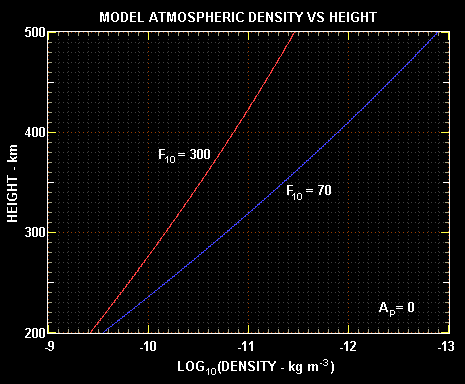 MODEL ATMOSPHERIC DENSITY VS HEIGHT
500
400
300
200
HEIGHT - km
F10 = 300
F10 = 70
AP = 0
-9 -10 -11 -12 -13
LOG10(DENSITY - kg m-3)